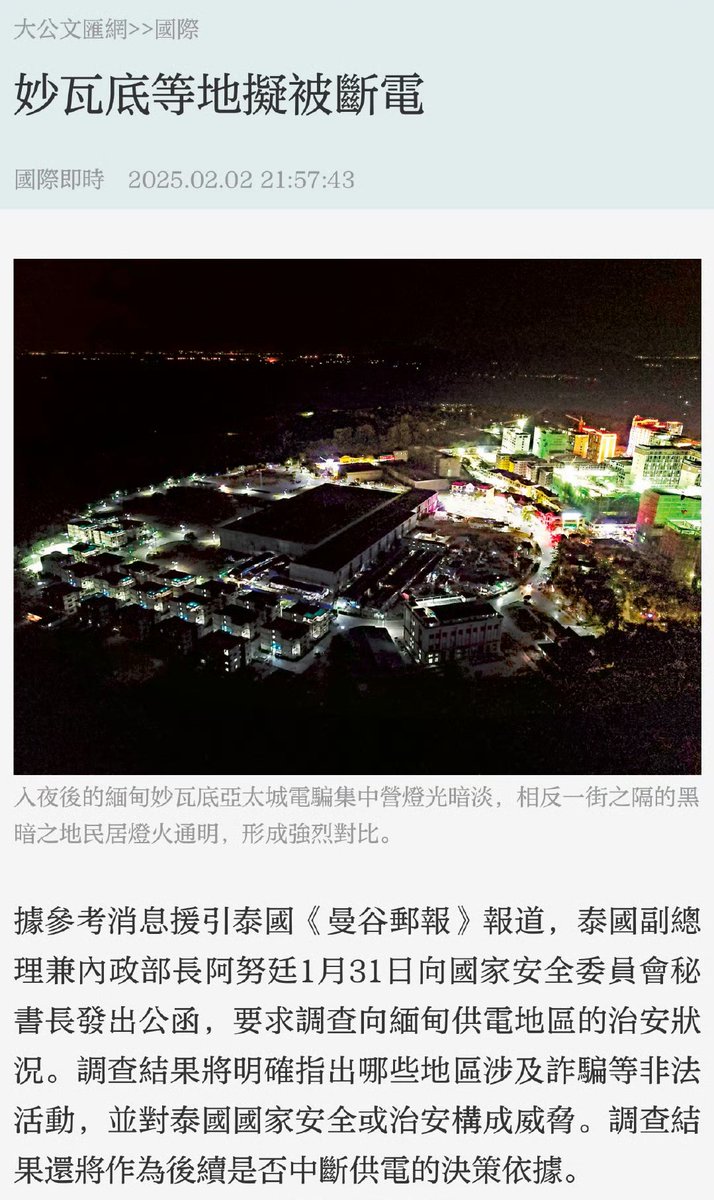 大公文匯網>>國際
妙瓦底等地擬被斷電
國際即時 2025.02.02 21:57:43
入夜後的緬甸妙瓦底亞太城電騙集中營燈光暗淡，相反一街之隔的黑
暗之地民居燈火通明，形成強烈對比。
據參考消息援引泰國《曼谷郵報》報道，泰國副總
理兼內政部長阿努廷1月31日向國家安全委員會秘
書長發出公函，要求調查向緬甸供電地區的治安狀
況。調查結果將明確指出哪些地區涉及詐騙等非法
活動，並對泰國國家安全或治安構成威脅。調查結
果還將作為後續是否中斷供電的決策依據。